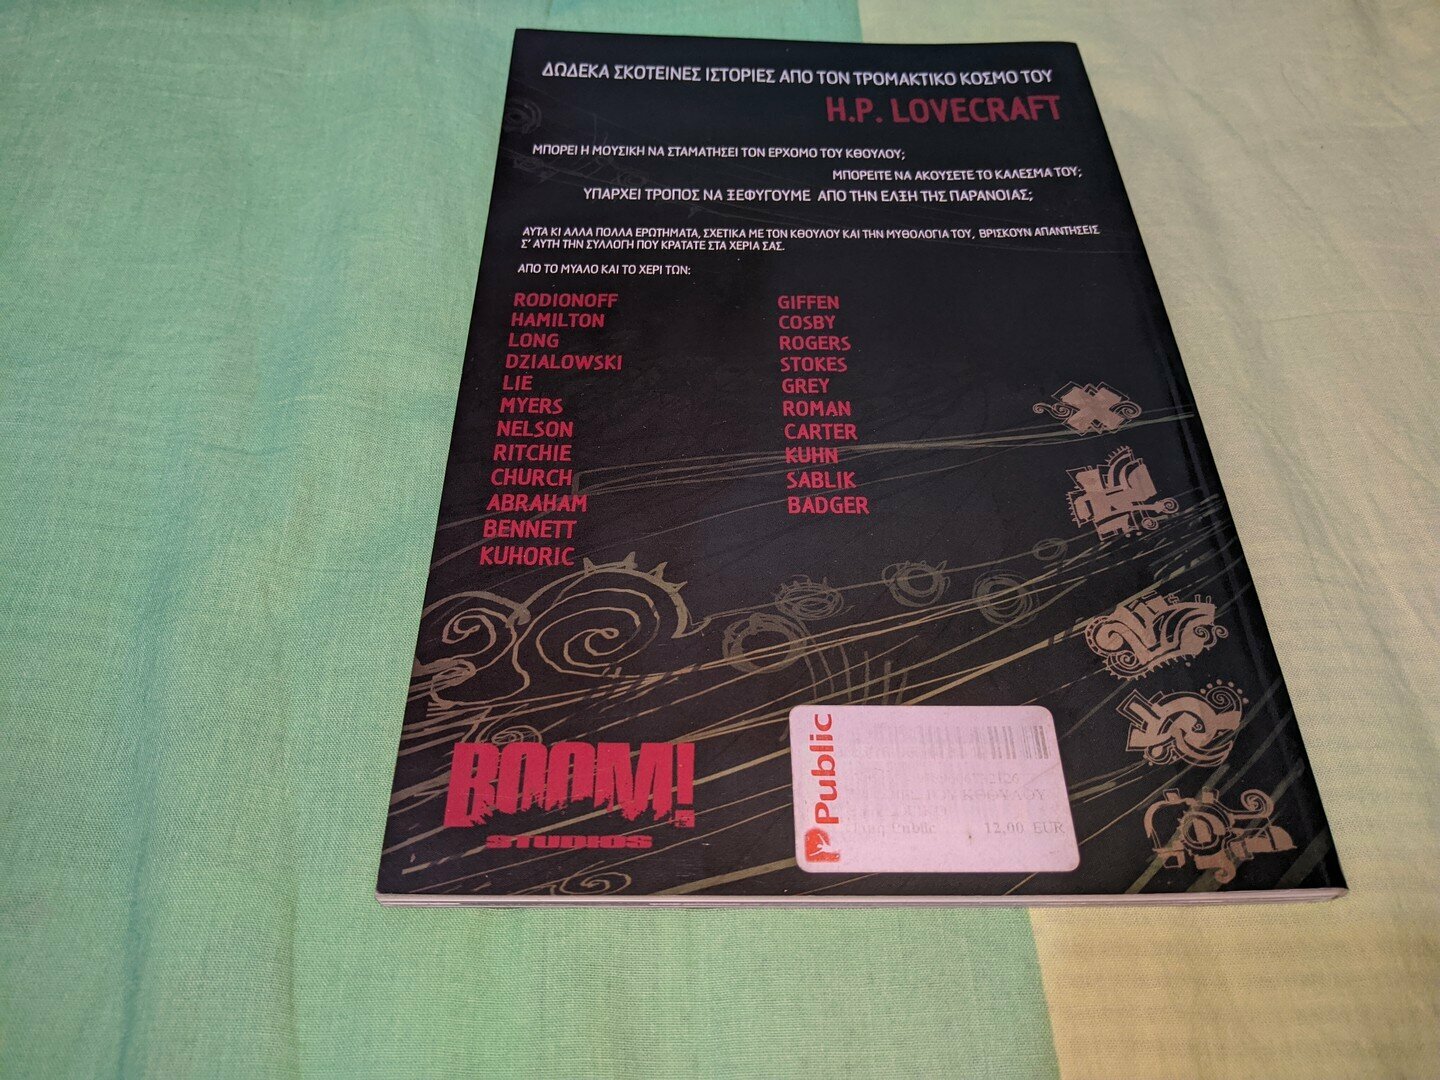 ΔΩΔΕΚΑ ΣΚΟΤΕΙΝΕΣ ΙΣΤΟΡΙΕΣ ΑΠΟ ΤΟΝ ΤΡΟΜΑΚΤΙΚΟ ΚΟΣΜΟ ΤΟΥ
H.P. LOVECRAFT
ΜΠΟΡΕΙ Η ΜΟΥΣΙΚΗ ΝΑ ΣΤΑΜΑΤΗΣΕΙ ΤΟΝ ΕΡΧΟΜΟ ΤΟΥ ΚΘΟΥΛΟΥ;
ΜΠΟΡΕΙΤΕ ΝΑ ΑΚΟΥΣΕΤΕ ΤΟ ΚΑΛΕΣΜΑ ΤΟΥ;
ΥΠΑΡΧΕΙ ΤΡΟΠΟΣ ΝΑ ΞΕΦΥΓΟΥΜΕ ΑΠΟ ΤΗΝ ΕΛΞΗ ΤΗΣ ΠΑΡΑΝΟΙΑΣ;
ΑΥΤΑ ΚΙ ΑΛΛΑ ΠΟΛΛΑ ΕΡΩΤΗΜΑΤΑ, ΣΧΕΤΙΚΑ ΜΕ ΤΟΝ ΚΘΟΥΛΟΥ ΚΑΙ ΤΗΝ ΜΥΘΟΛΟΓΙΑ ΤΟΥ, ΒΡΙΣΚΟΥΝ ΑΠΑΝΤΗΣΕΙΣ
Σ' ΑΥΤΗ ΤΗΝ ΣΥΛΛΟΓΗ ΠΟΥ ΚΡΑΤΑΤΕ ΣΤΑ ΧΕΡΙΑ ΣΑΣ.
ΑΠΟ ΤΟ ΜΥΑΛΟ ΚΑΙ ΤΟ ΧΕΡΙ ΤΩΝ:
RODIONOFF
HAMILTON
LONG
DZIALOWSKI
LIE
MYERS
NELSON
RITCHIE
CHURCH
ABRAHAM
BENNETT
KUHORIC
GIFFEN
COSBY
ROGERS
STOKES
GREY
ROMAN
CARTER
KUHN
SABLIK
BADGER
BOOM!
STUDIOS
Public
ΚΘΟΥΛΟΥ
Public 12,00 EUR